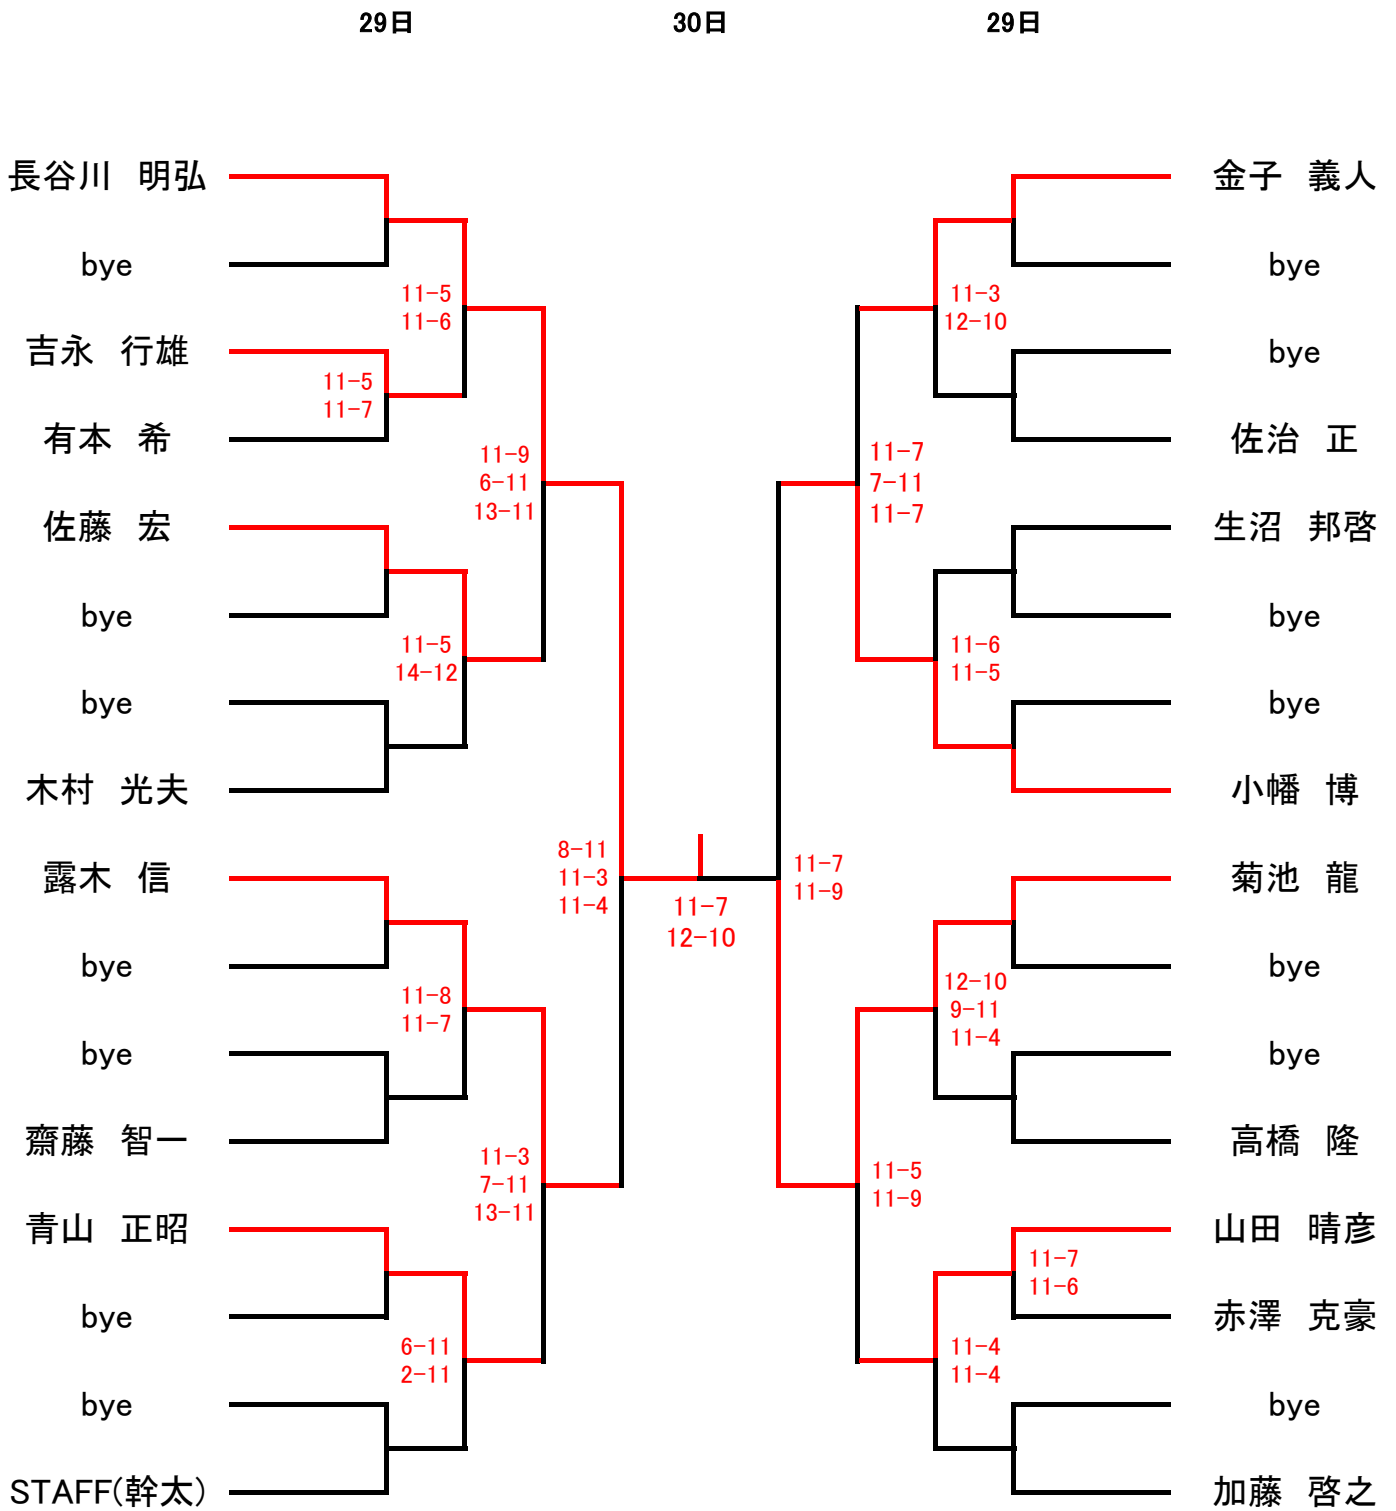 29日 30日 29日
長谷川　明弘
bye
11-5
11-6
吉永　行雄
11-5
11-7
有本　希
11-9
6-11
13-11
佐藤　宏
bye
11-5
14-12
bye
木村　光夫
露木　信
8-11
11-3
11-4
bye
11-8
11-7
bye
齋藤　智一
11-3
7-11
13-11
青山　正昭
bye
6-11
2-11
bye
STAFF(幹太)
11-7
12-10
金子　義人
bye
11-3
12-10
bye
佐治　正
11-7
7-11
11-7
生沼　邦啓
bye
11-6
11-5
bye
小幡　博
11-7
11-9
菊池　龍
bye
12-10
9-11
11-4
bye
高橋　隆
11-5
11-9
山田　晴彦
11-7
11-6
赤澤　克豪
11-4
11-4
bye
加藤　啓之